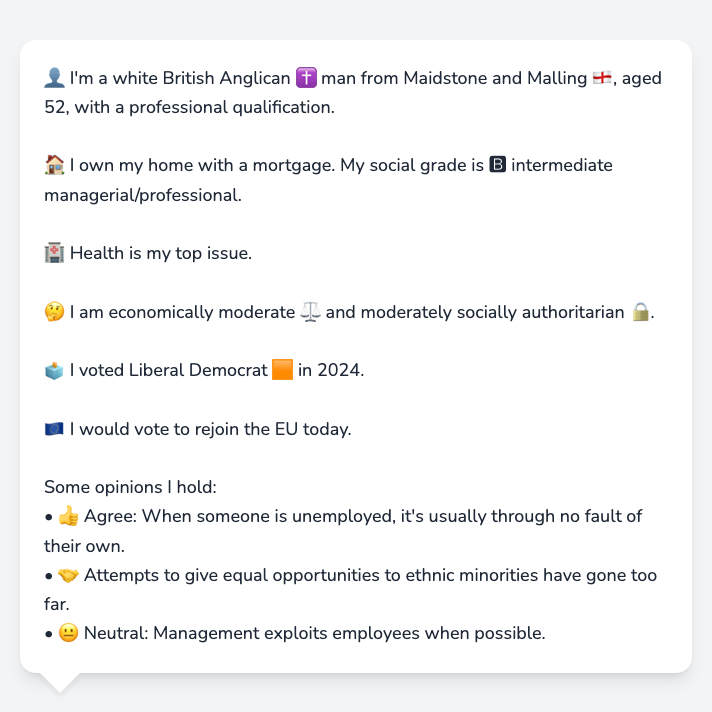 👤 I'm a white British Anglican ✝️ man from Maidstone and Malling 🏴󠁧󠁢󠁥󠁮󠁧󠁿, aged
52, with a professional qualification.
🏠 I own my home with a mortgage. My social grade is 🅱 intermediate
managerial/professional.
🏥 Health is my top issue.
🤔 I am economically moderate ⚖️ and moderately socially authoritarian 🔒.
🗳️ I voted Liberal Democrat 🟧 in 2024.
🇪🇺 I would vote to rejoin the EU today.
Some opinions I hold:
• 👍 Agree: When someone is unemployed, it's usually through no fault of
their own.
• 🤝 Attempts to give equal opportunities to ethnic minorities have gone too
far.
• 😐 Neutral: Management exploits employees when possible.